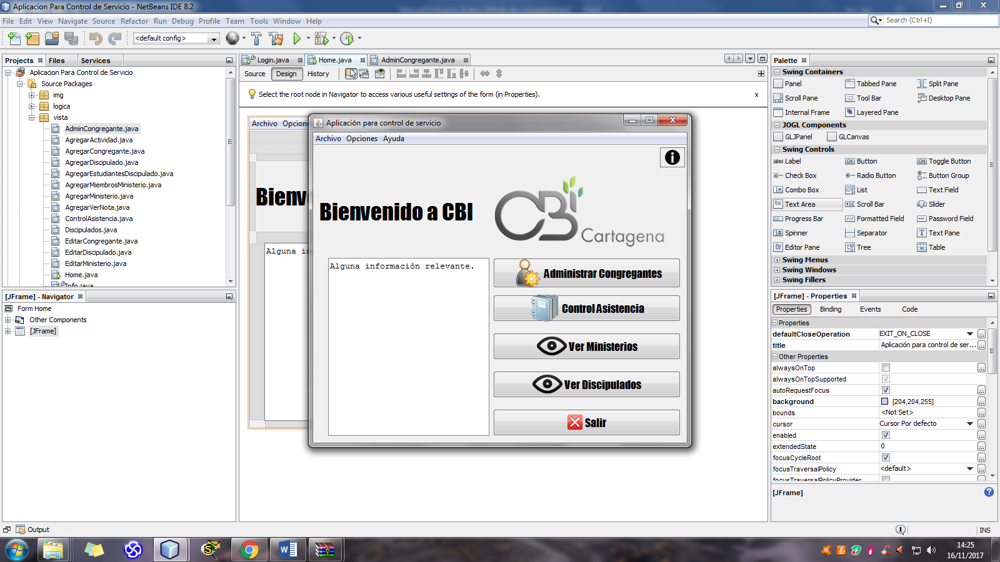 Aplicacion Para Control de Servicio - NetBeans IDE 8.2
File Edit View Navigate Source Refactor Run Debug Profile Team Tools Window Help
Search (Ctrl+I)
<default config>
Projects Files Services
Aplicacion Para Control de Servicio
Source Packages
img
logica
vista
AdminCongregante.java
AgregarActividad.java
AgregarCongregante.java
AgregarDiscipulado.java
AgregarEstudiantesDiscipulado.java
AgregarMiembrosMinisterio.java
AgregarMinisterio.java
AgregarVerNota.java
ControlAsistencia.java
Discipulados.java
EditarCongregante.java
EditarDiscipulado.java
EditarMinisterio.java
Home.java
Info.java
[JFrame] - Navigator
Form Home
Other Components
[JFrame]
Login.java Home.java AdminCongregante.java
Source Design History
Select the root node in Navigator to access various useful settings of the form (in Properties).
x
Archivo Opcione
Bienv
Alguna in
Aplicación para control de servicio
Archivo Opciones Ayuda
Bienvenido a CBI
CBi
Cartagena
Alguna información relevante.
Administrar Congregantes
Control Asistencia
Ver Ministerios
Ver Discipulados
Salir
Palette
Swing Containers
Panel Tabbed Pane Split Pane
Scroll Pane Tool Bar Desktop Pane
Internal Frame Layered Pane
JOGL Components
GLJPanel GLCanvas
Swing Controls
label Label OK Button ON Toggle Button
Check Box Radio Button Button Group
Combo Box List Text Field
Text Area Scroll Bar Slider
Progress Bar Formatted Field Password Field
Spinner Separator Text Pane
Editor Pane Tree Table
Swing Menus
Swing Windows
Swing Fillers
[JFrame] - Properties
Properties Binding Events Code
Properties
defaultCloseOperation EXIT_ON_CLOSE
title Aplicación para control de ser...
Other Properties
alwaysOnTop
alwaysOnTopSupported
autoRequestFocus
background [204,204,255]
bounds <Not Set>
cursor Cursor Por defecto
enabled
extendedState 0
focusCycleRoot
focusTraversalPolicy <default>
focusTraversalPolicyProvider
[JFrame]
Output
1
INS
14:25
16/11/2017